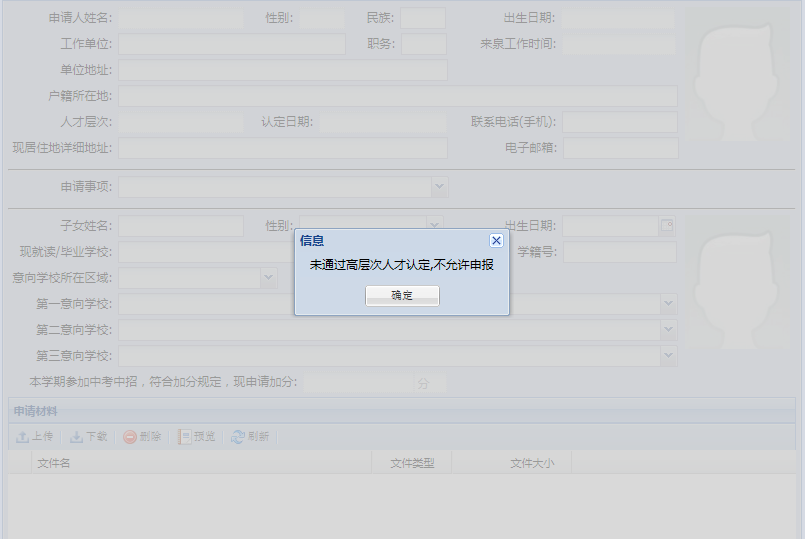 申请人姓名: 性别: 民族: 出生日期:
工作单位: 职务: 来泉工作时间:
单位地址:
户籍所在地:
人才层次: 认定日期: 联系电话(手机):
现居住地详细地址: 电子邮箱:
申请事项:
子女姓名: 性别: 出生日期:
信息
现就读/毕业学校: 学籍号:
未通过高层次人才认定,不允许申报
意向学校所在区域:
确定
第一意向学校:
第二意向学校:
第三意向学校:
本学期参加中考中招，符合加分规定，现申请加分: 分
申请材料
上传 下载 删除 预览 刷新
文件名 文件类型 文件大小